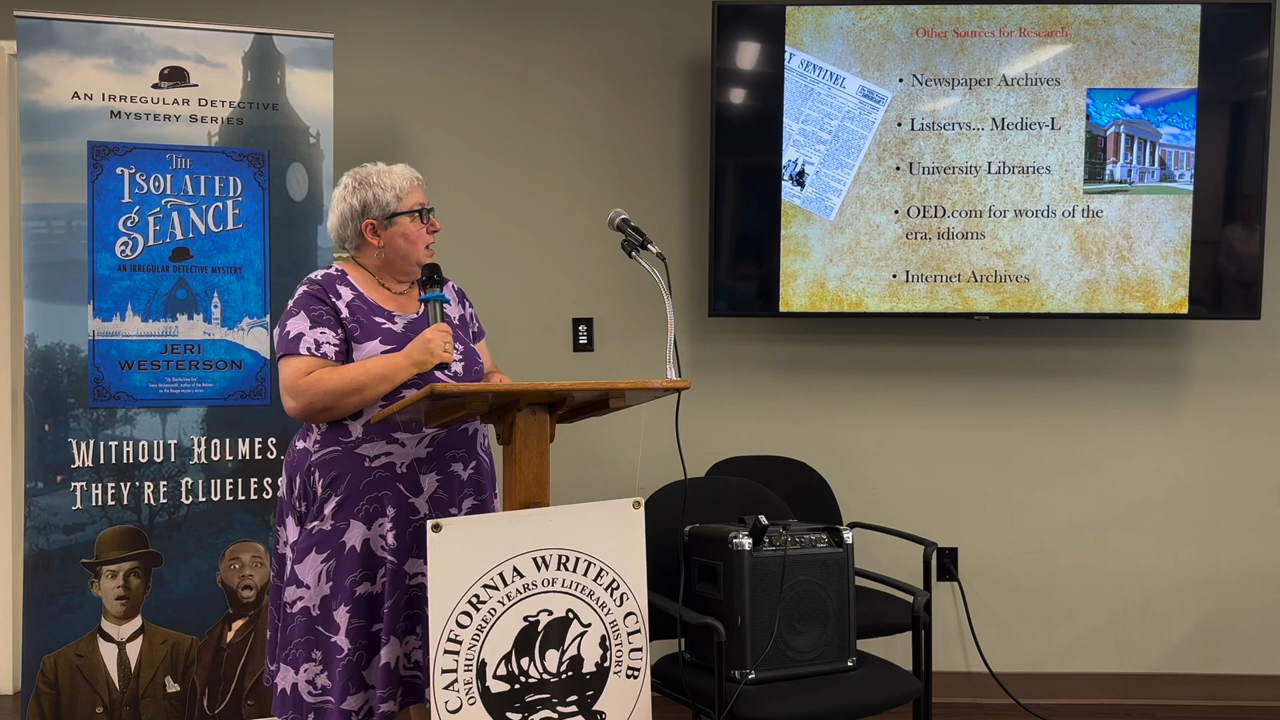 AN IRREGULAR DETECTIVE
MYSTERY SERIES
THE
ISOLATED
SÉANCE
AN IRREGULAR DETECTIVE MYSTERY
JERI
WESTERSON
WITHOUT HOLMES,
THEY'RE CLUELESS
CALIFORNIA WRITERS CLUB
ONE HUNDRED YEARS OF LITERARY HISTORY
Other Sources for Research
Y SENTINEL
• Newspaper Archives
• Listservs... Mediev-L
• University Libraries
• OED.com for words of the
era, idioms
• Internet Archives